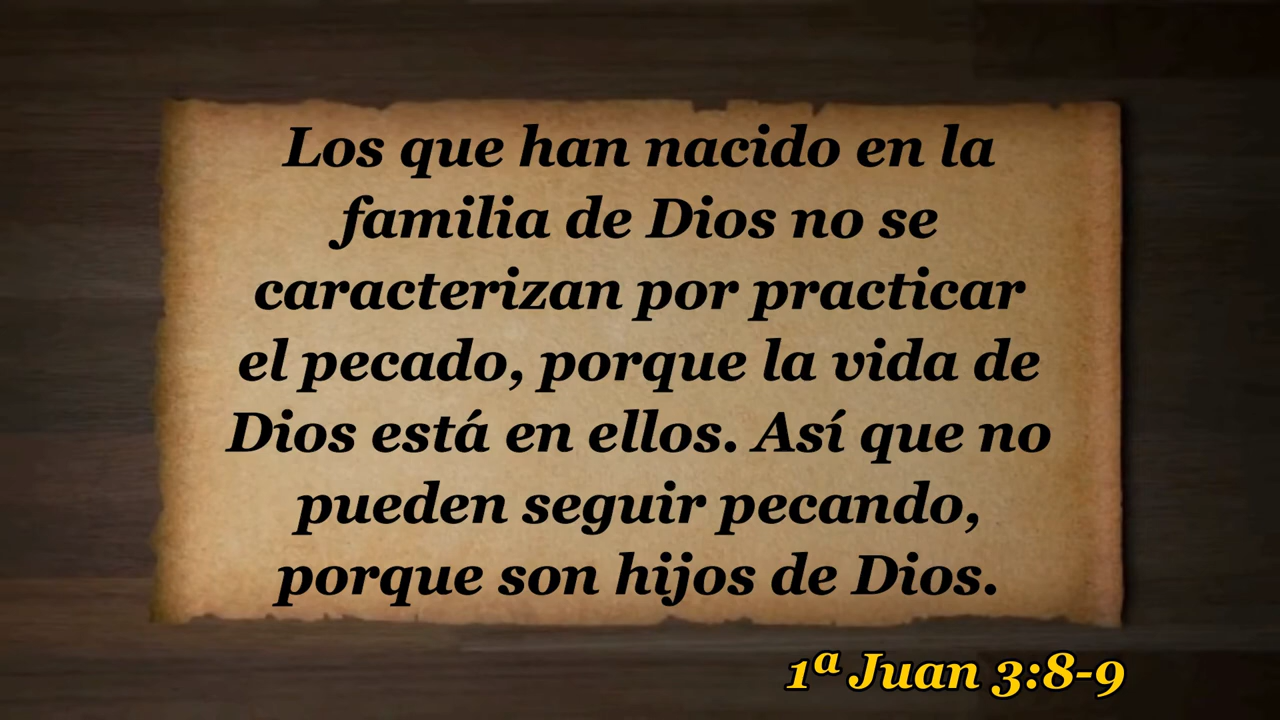 Los que han nacido en la
familia de Dios no se
caracterizan por practicar
el pecado, porque la vida de
Dios está en ellos. Así que no
pueden seguir pecando,
porque son hijos de Dios.
1ª Juan 3:8-9